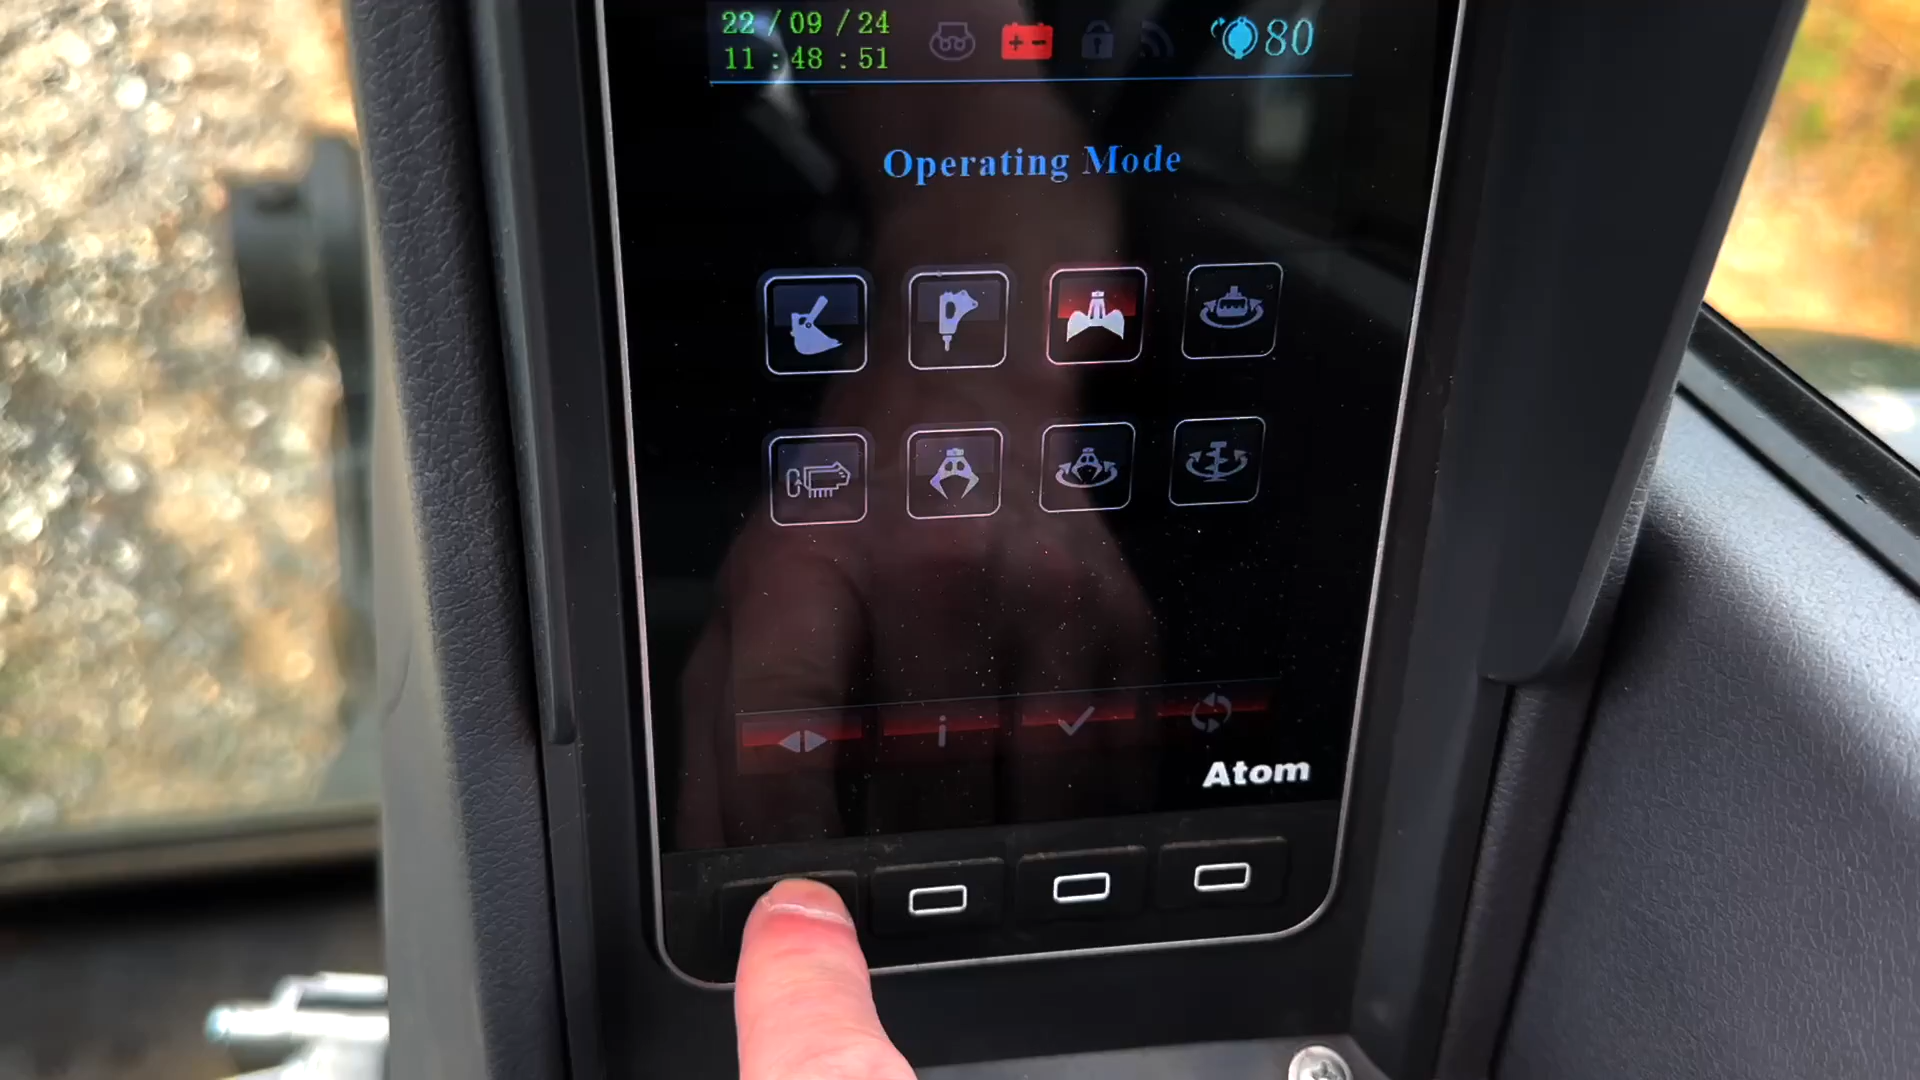 22 / 09 / 24
11 : 48 : 51
80
Operating Mode
i
Atom